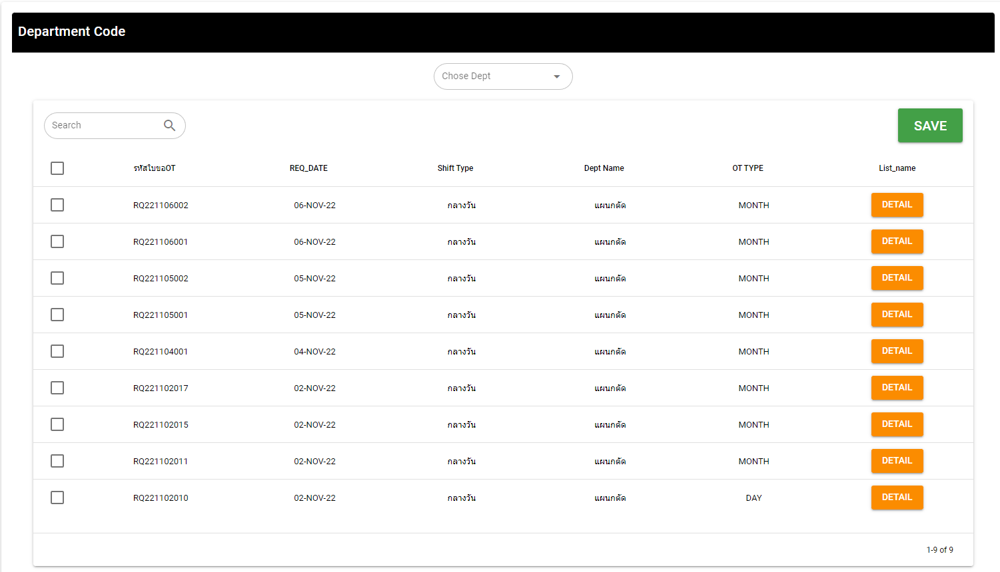 Department Code
Chose Dept
Search
SAVE
รหัสใบขอOT REQ_DATE Shift Type Dept Name OT TYPE List_name
RQ221106002 06-NOV-22 กลางวัน แผนกตัด MONTH DETAIL
RQ221106001 06-NOV-22 กลางวัน แผนกตัด MONTH DETAIL
RQ221105002 05-NOV-22 กลางวัน แผนกตัด MONTH DETAIL
RQ221105001 05-NOV-22 กลางวัน แผนกตัด MONTH DETAIL
RQ221104001 04-NOV-22 กลางวัน แผนกตัด MONTH DETAIL
RQ221102017 02-NOV-22 กลางวัน แผนกตัด MONTH DETAIL
RQ221102015 02-NOV-22 กลางวัน แผนกตัด MONTH DETAIL
RQ221102011 02-NOV-22 กลางวัน แผนกตัด MONTH DETAIL
RQ221102010 02-NOV-22 กลางวัน แผนกตัด DAY DETAIL
1-9 of 9